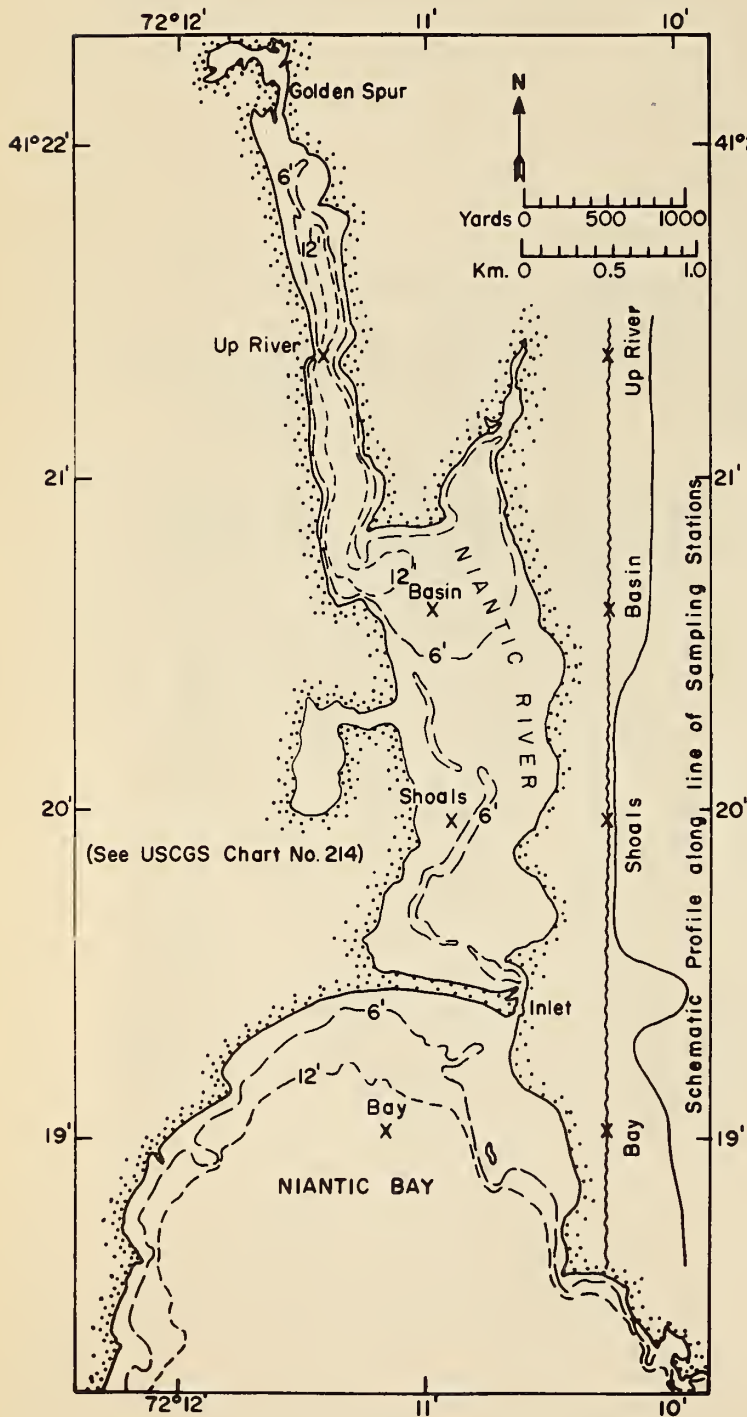 72°12' 11' 10'
Golden Spur
N
41°22' 41°22'
6'
Yards 0 500 1000
12'
Km. 0 0.5 1.0
Up River
Up River
21' 21'
NIANTIC RIVER
12'
Basin
Basin
6'
Schematic Profile along line of Sampling Stations
20' 20'
Shoals
6'
Shoals
(See USCGS Chart No. 214)
Inlet
6'
12'
Bay
19' 19'
Bay
NIANTIC BAY
72°12' 11' 10'